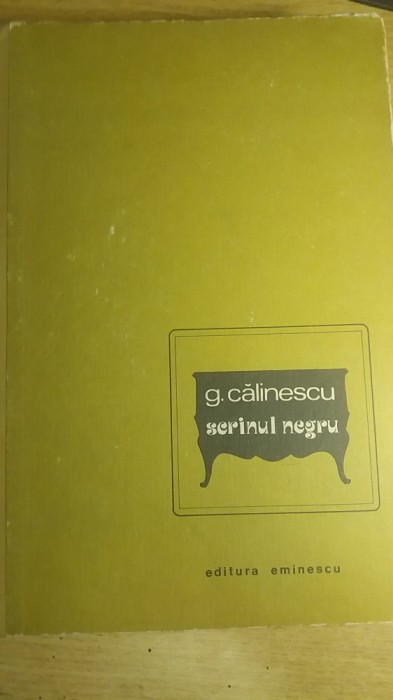 g. călinescu
scrinul negru
editura eminescu